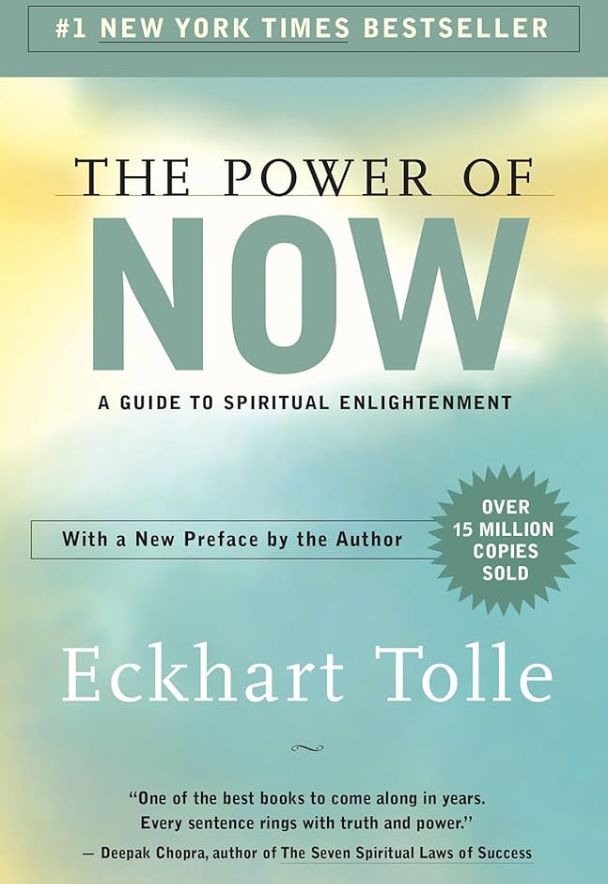 #1 NEW YORK TIMES BESTSELLER
THE POWER OF
NOW
A GUIDE TO SPIRITUAL ENLIGHTENMENT
With a New Preface by the Author
OVER
15 MILLION
COPIES
SOLD
Eckhart Tolle
“One of the best books to come along in years.
Every sentence rings with truth and power.”
— Deepak Chopra, author of The Seven Spiritual Laws of Success